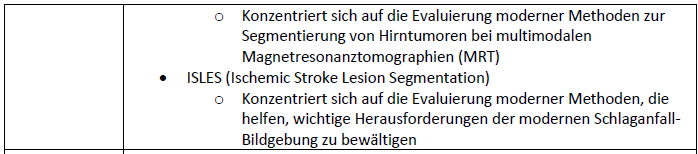 o Konzentriert sich auf die Evaluierung moderner Methoden zur
Segmentierung von Hirntumoren bei multimodalen
Magnetresonanztomographien (MRT)
• ISLES (Ischemic Stroke Lesion Segmentation)
o Konzentriert sich auf die Evaluierung moderner Methoden, die
helfen, wichtige Herausforderungen der modernen Schlaganfall-
Bildgebung zu bewältigen